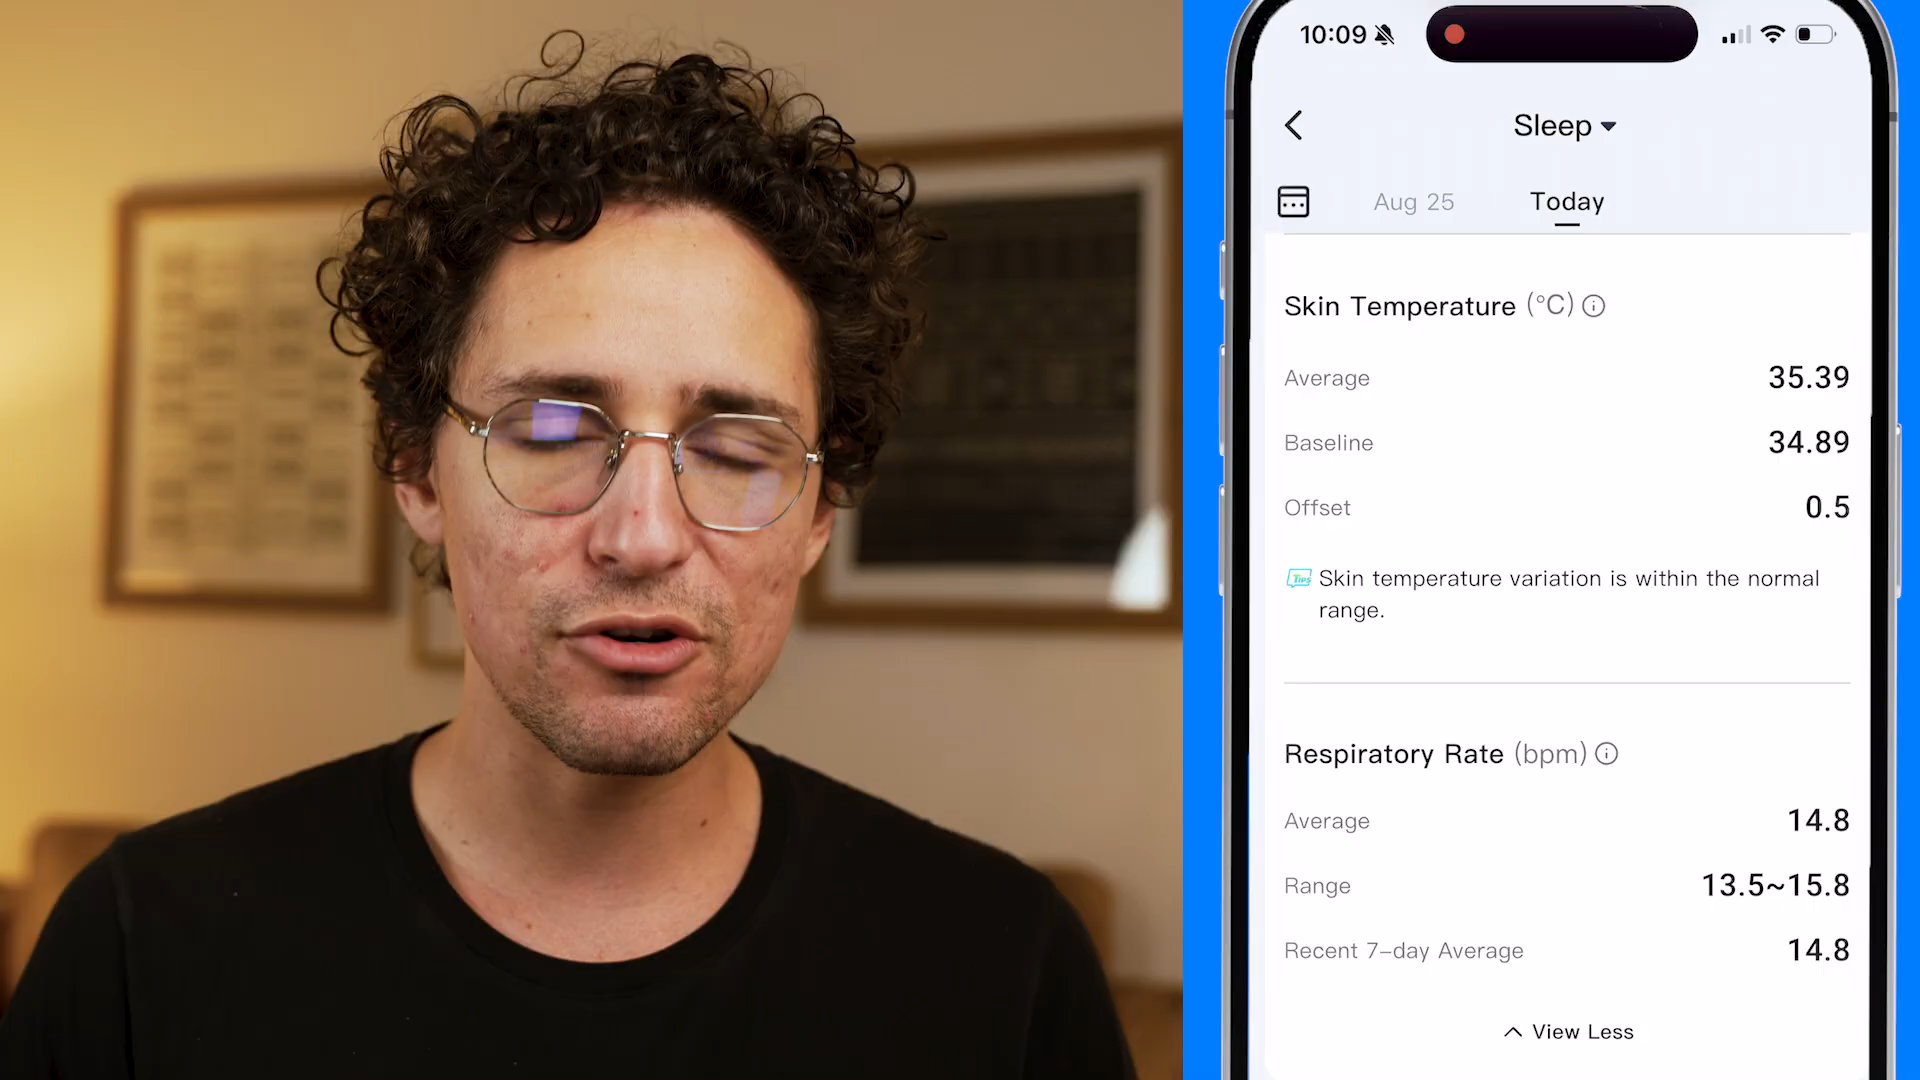 10:09
Sleep
Aug 25
Today
Skin Temperature (°C)
Average
35.39
Baseline
34.89
Offset
0.5
Tips
Skin temperature variation is within the normal
range.
Respiratory Rate (bpm)
Average
14.8
Range
13.5~15.8
Recent 7-day Average
14.8
View Less